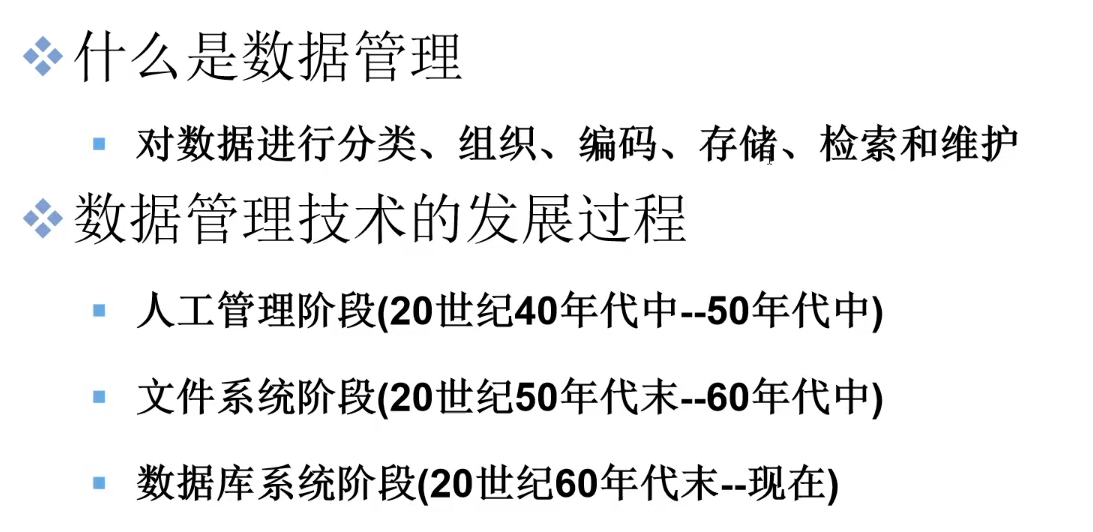 什么是数据管理
对数据进行分类、组织、编码、存储、检索和维护
数据管理技术的发展过程
人工管理阶段(20世纪40年代中--50年代中)
文件系统阶段(20世纪50年代末--60年代中)
数据库系统阶段(20世纪60年代末--现在)